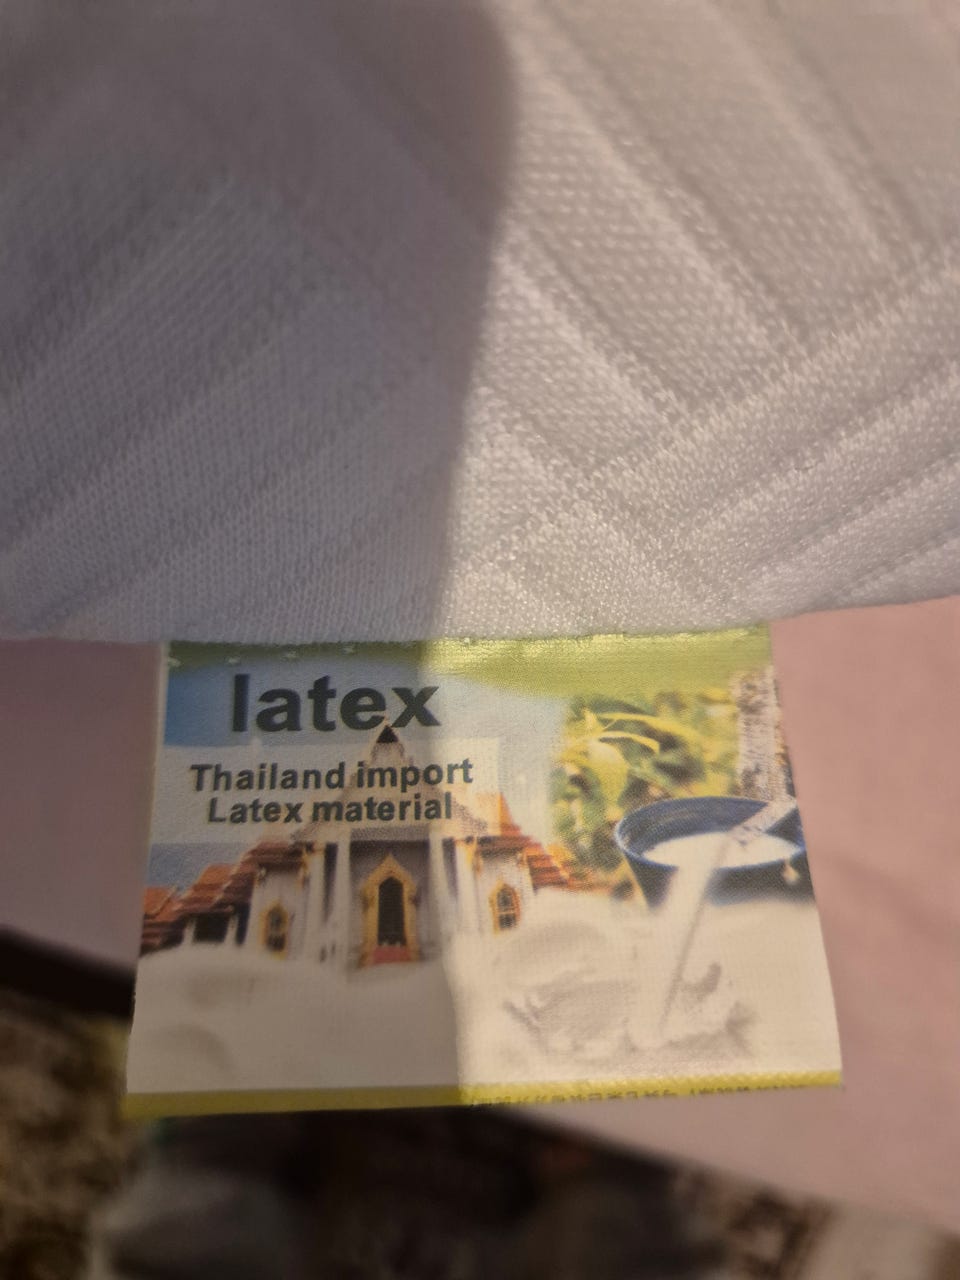 latex
Thailand import
Latex material